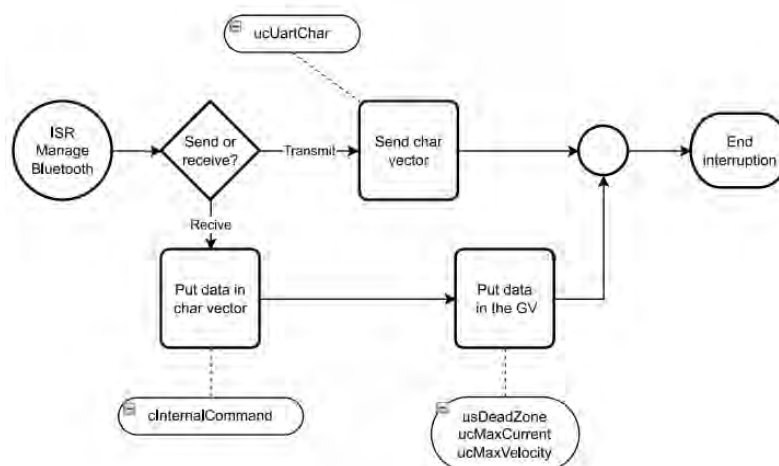 ucUartChar
ISR
Manage
Bluetooth
Send or
receive?
Transmit
Send char
vector
End
interruption
Recive
Put data in
char vector
Put data
in the GV
cInternalCommand
usDeadZone
ucMaxCurrent
ucMaxVelocity